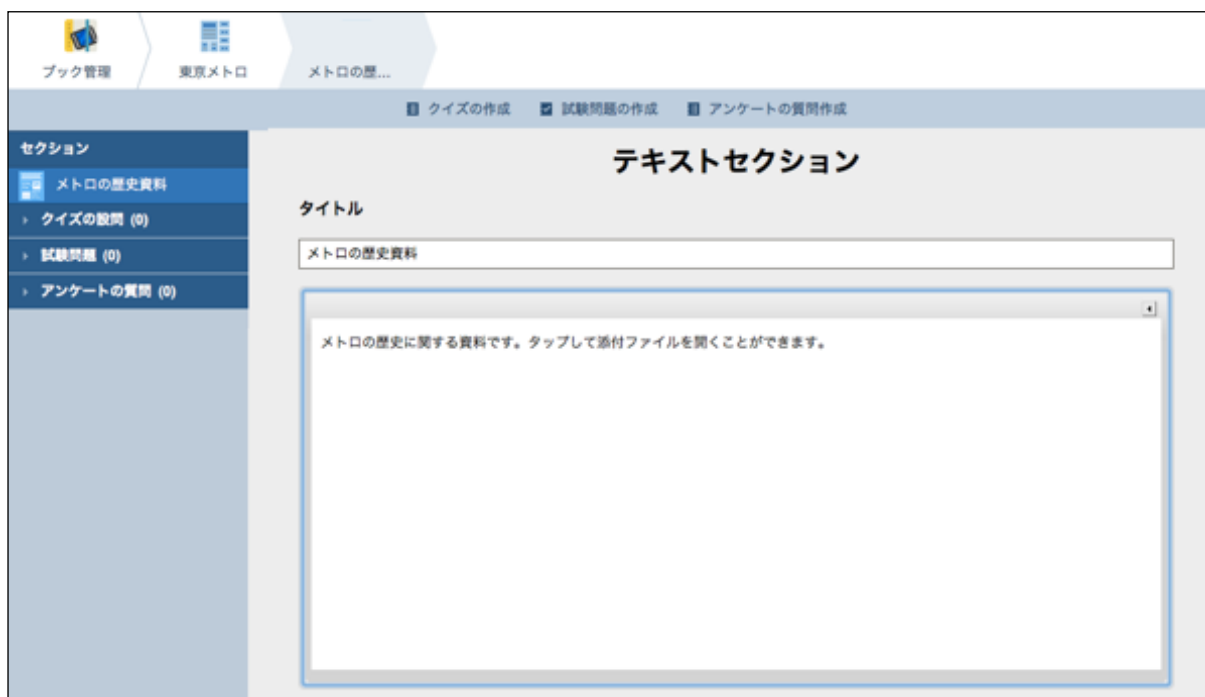 ブック管理
東京メトロ
メトロの歴...
クイズの作成
試験問題の作成
アンケートの質問作成
セクション
メトロの歴史資料
クイズの設問 (0)
試験問題 (0)
アンケートの質問 (0)
テキストセクション
タイトル
メトロの歴史資料
メトロの歴史に関する資料です。タップして添付ファイルを開くことができます。